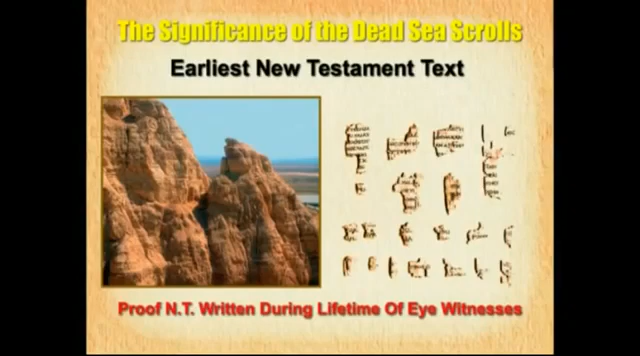 The Significance of the Dead Sea Scrolls
Earliest New Testament Text
Proof N.T. Written During Lifetime Of Eye Witnesses